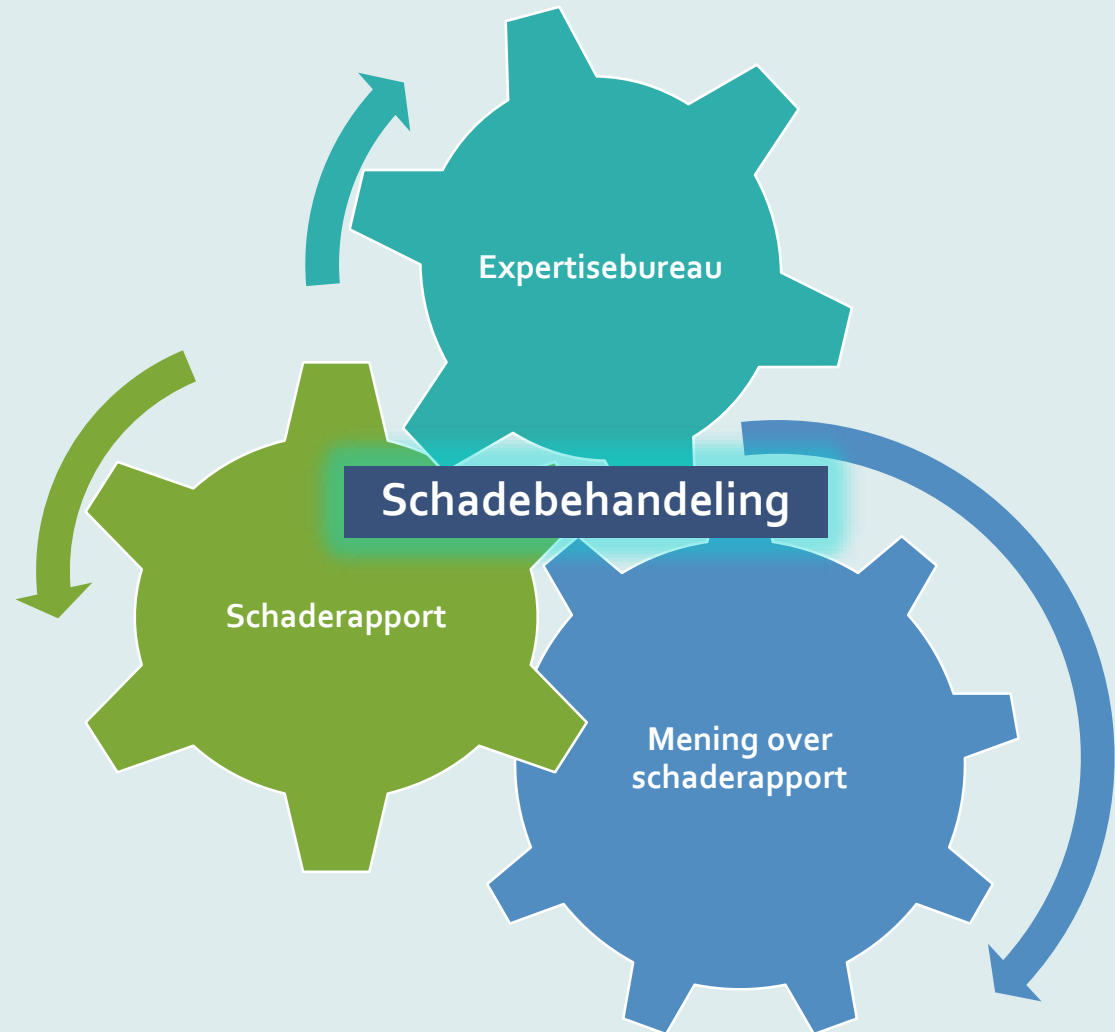 Expertisebureau
Schadebehandeling
Schaderapport
Mening over
schaderapport